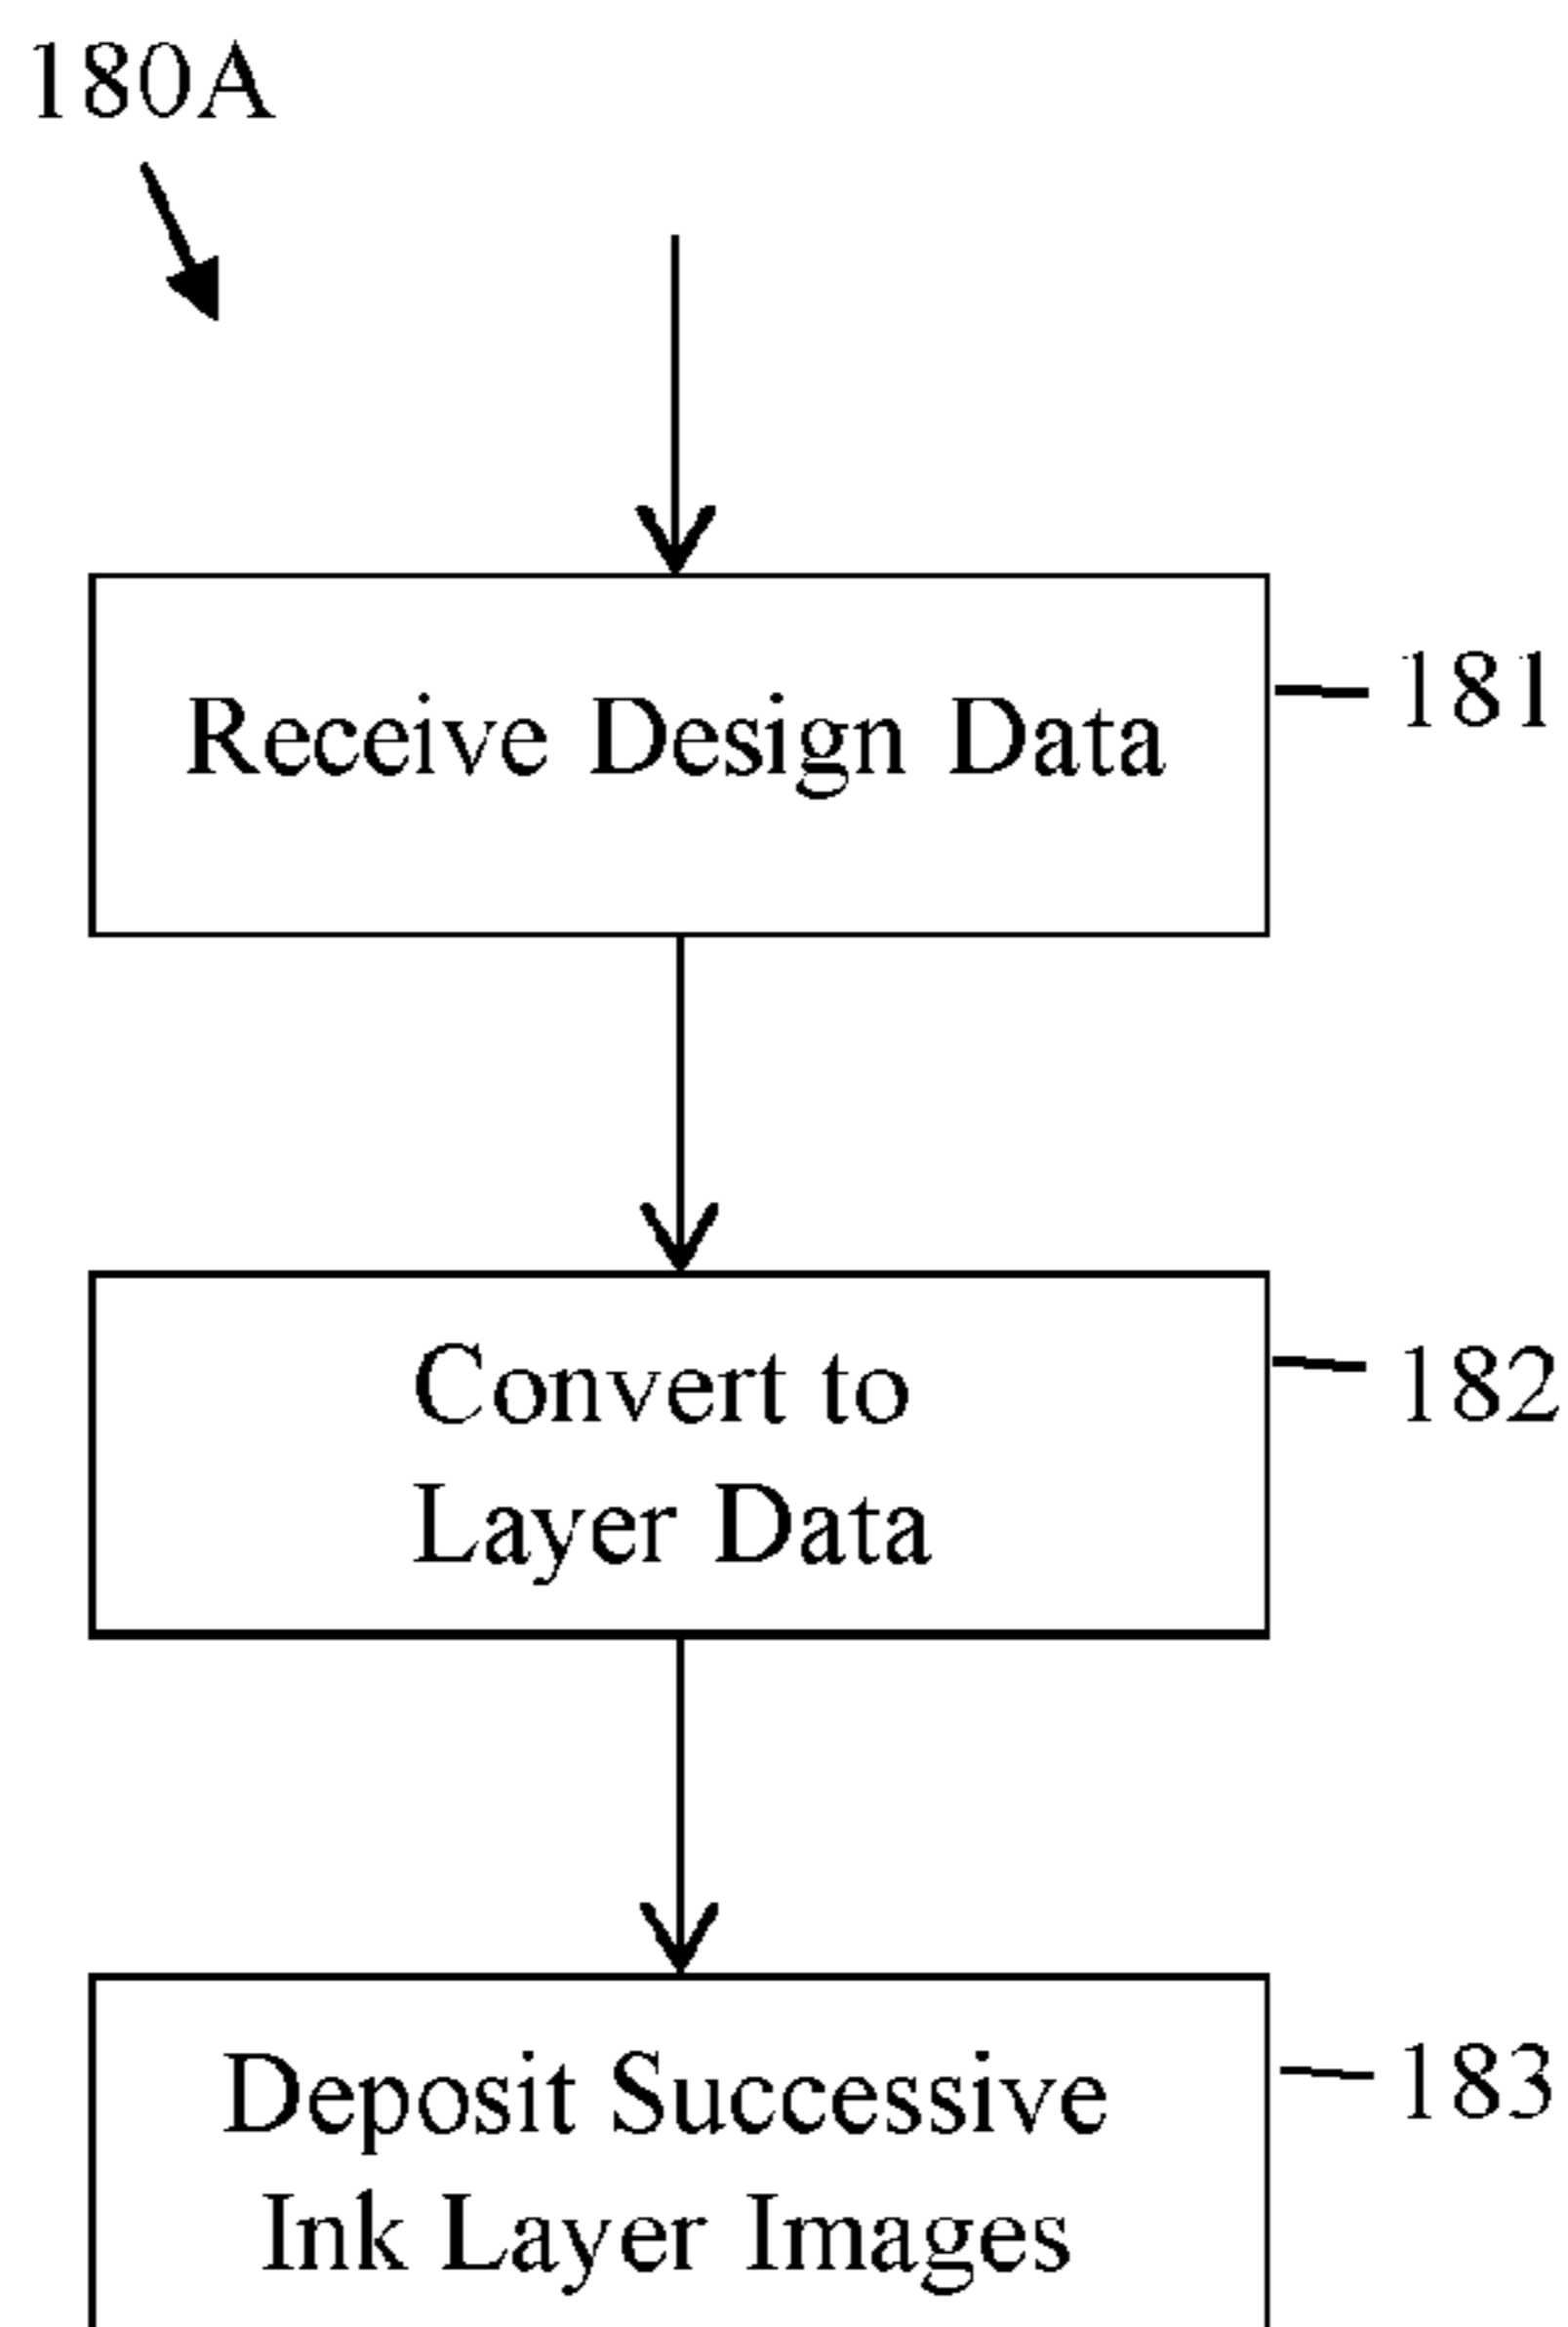 180A
Receive Design Data
181
Convert to
Layer Data
182
Deposit Successive
Ink Layer Images
183